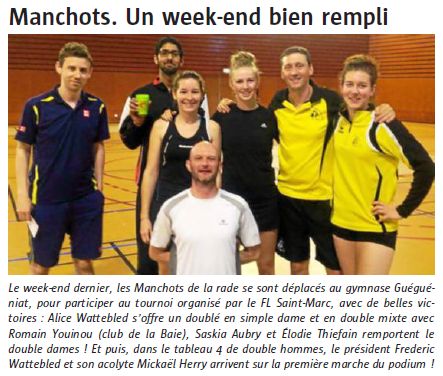 Manchots. Un week-end bien rempli
Le week-end dernier, les Manchots de la rade se sont déplacés au gymnase Guégué-
niat, pour participer au tournoi organisé par le FL Saint-Marc, avec de belles vic-
toires : Alice Wattebled s'offre un doublé en simple dame et en double mixte avec
Romain Youinou (club de la Baie), Saskia Aubry et Élodie Thiefain remportent le
double dames ! Et puis, dans le tableau 4 de double hommes, le président Frederic
Wattebled et son acolyte Mickaël Herry arrivent sur la première marche du podium !